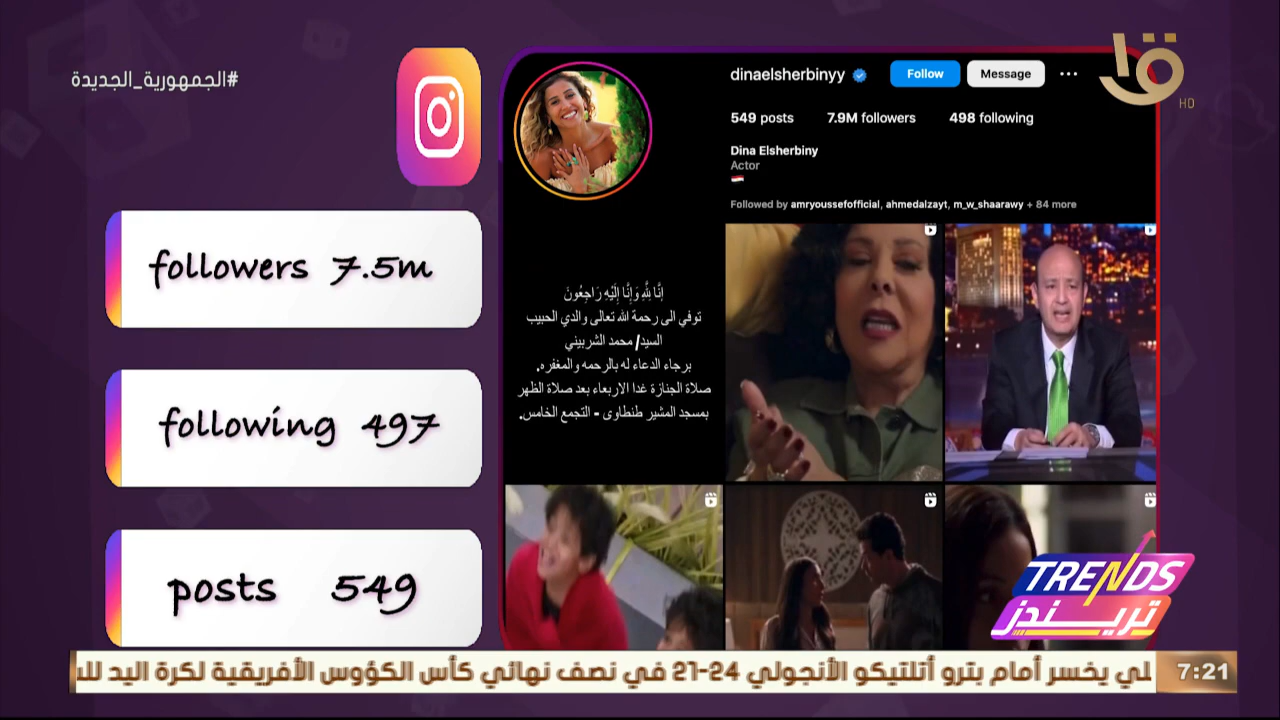 #الجمهورية_الجديدة
followers 7.5m
following 497
posts 549
dinaelsherbinyy
Follow
Message
549 posts 7.9M followers 498 following
Dina Elsherbiny
Actor
Followed by amryoussefofficial, ahmedalzayt, m_w_shaarawy + 84 more
إِنَّا لِلَّهِ وَإِنَّا إِلَيْهِ رَاجِعُونَ
توفي الى رحمة الله تعالى والدي الحبيب
السيد/ محمد الشربيني
برجاء الدعاء له بالرحمه والمغفره.
صلاة الجنازة غدا الاربعاء بعد صلاة الظهر
بمسجد المشير طنطاوى - التجمع الخامس.
HD
TRENDS
تريندز
لي يخسر أمام بترو أتلتيكو الأنجولي 24-21 في نصف نهائي كأس الكؤوس الأفريقية لكرة اليد للس
7:21